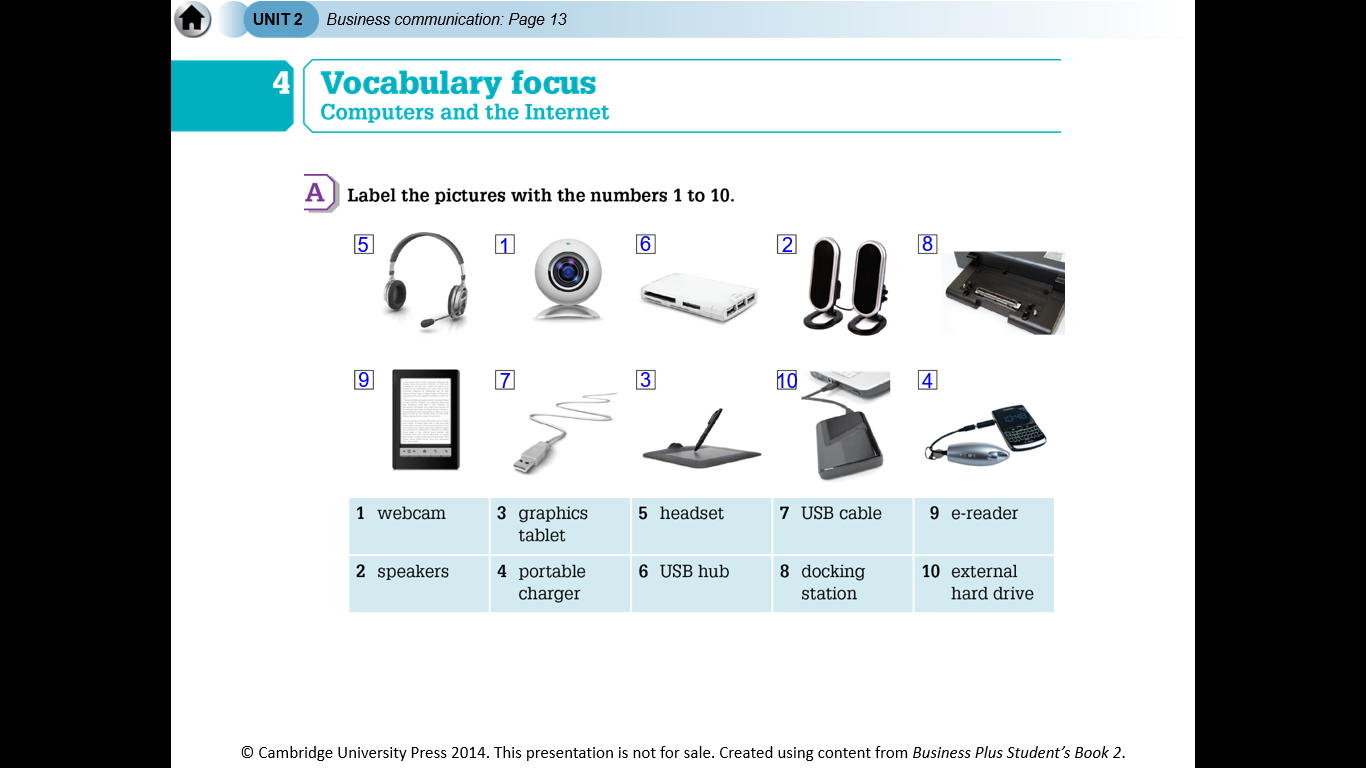 UNIT 2 Business communication: Page 13
4 Vocabulary focus
Computers and the Internet
A Label the pictures with the numbers 1 to 10.
5 1 6 2 8
9 7 3 10 4
1 webcam 3 graphics tablet 5 headset 7 USB cable 9 e-reader
2 speakers 4 portable charger 6 USB hub 8 docking station 10 external hard drive
© Cambridge University Press 2014. This presentation is not for sale. Created using content from Business Plus Student's Book 2.